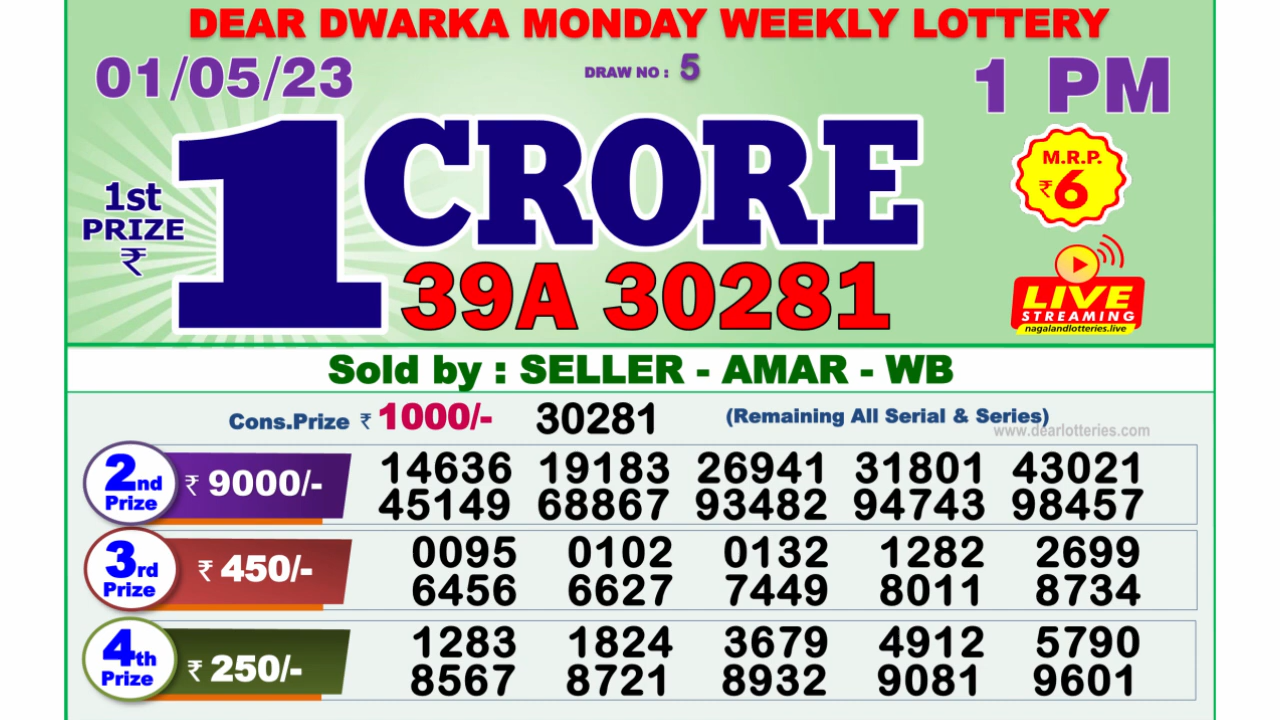 DEAR DWARKA MONDAY WEEKLY LOTTERY
01/05/23
DRAW NO : 5
1 PM
1st
PRIZE
₹
1 CRORE
M.R.P.
₹6
39A 30281
LIVE
STREAMING
nagalandlotteries.live
Sold by : SELLER - AMAR - WB
Cons.Prize ₹ 1000/- 30281 (Remaining All Serial & Series)
www.dearlotteries.com
2nd
Prize
₹ 9000/-
14636 19183 26941 31801 43021
45149 68867 93482 94743 98457
3rd
Prize
₹ 450/-
0095 0102 0132 1282 2699
6456 6627 7449 8011 8734
4th
Prize
₹ 250/-
1283 1824 3679 4912 5790
8567 8721 8932 9081 9601